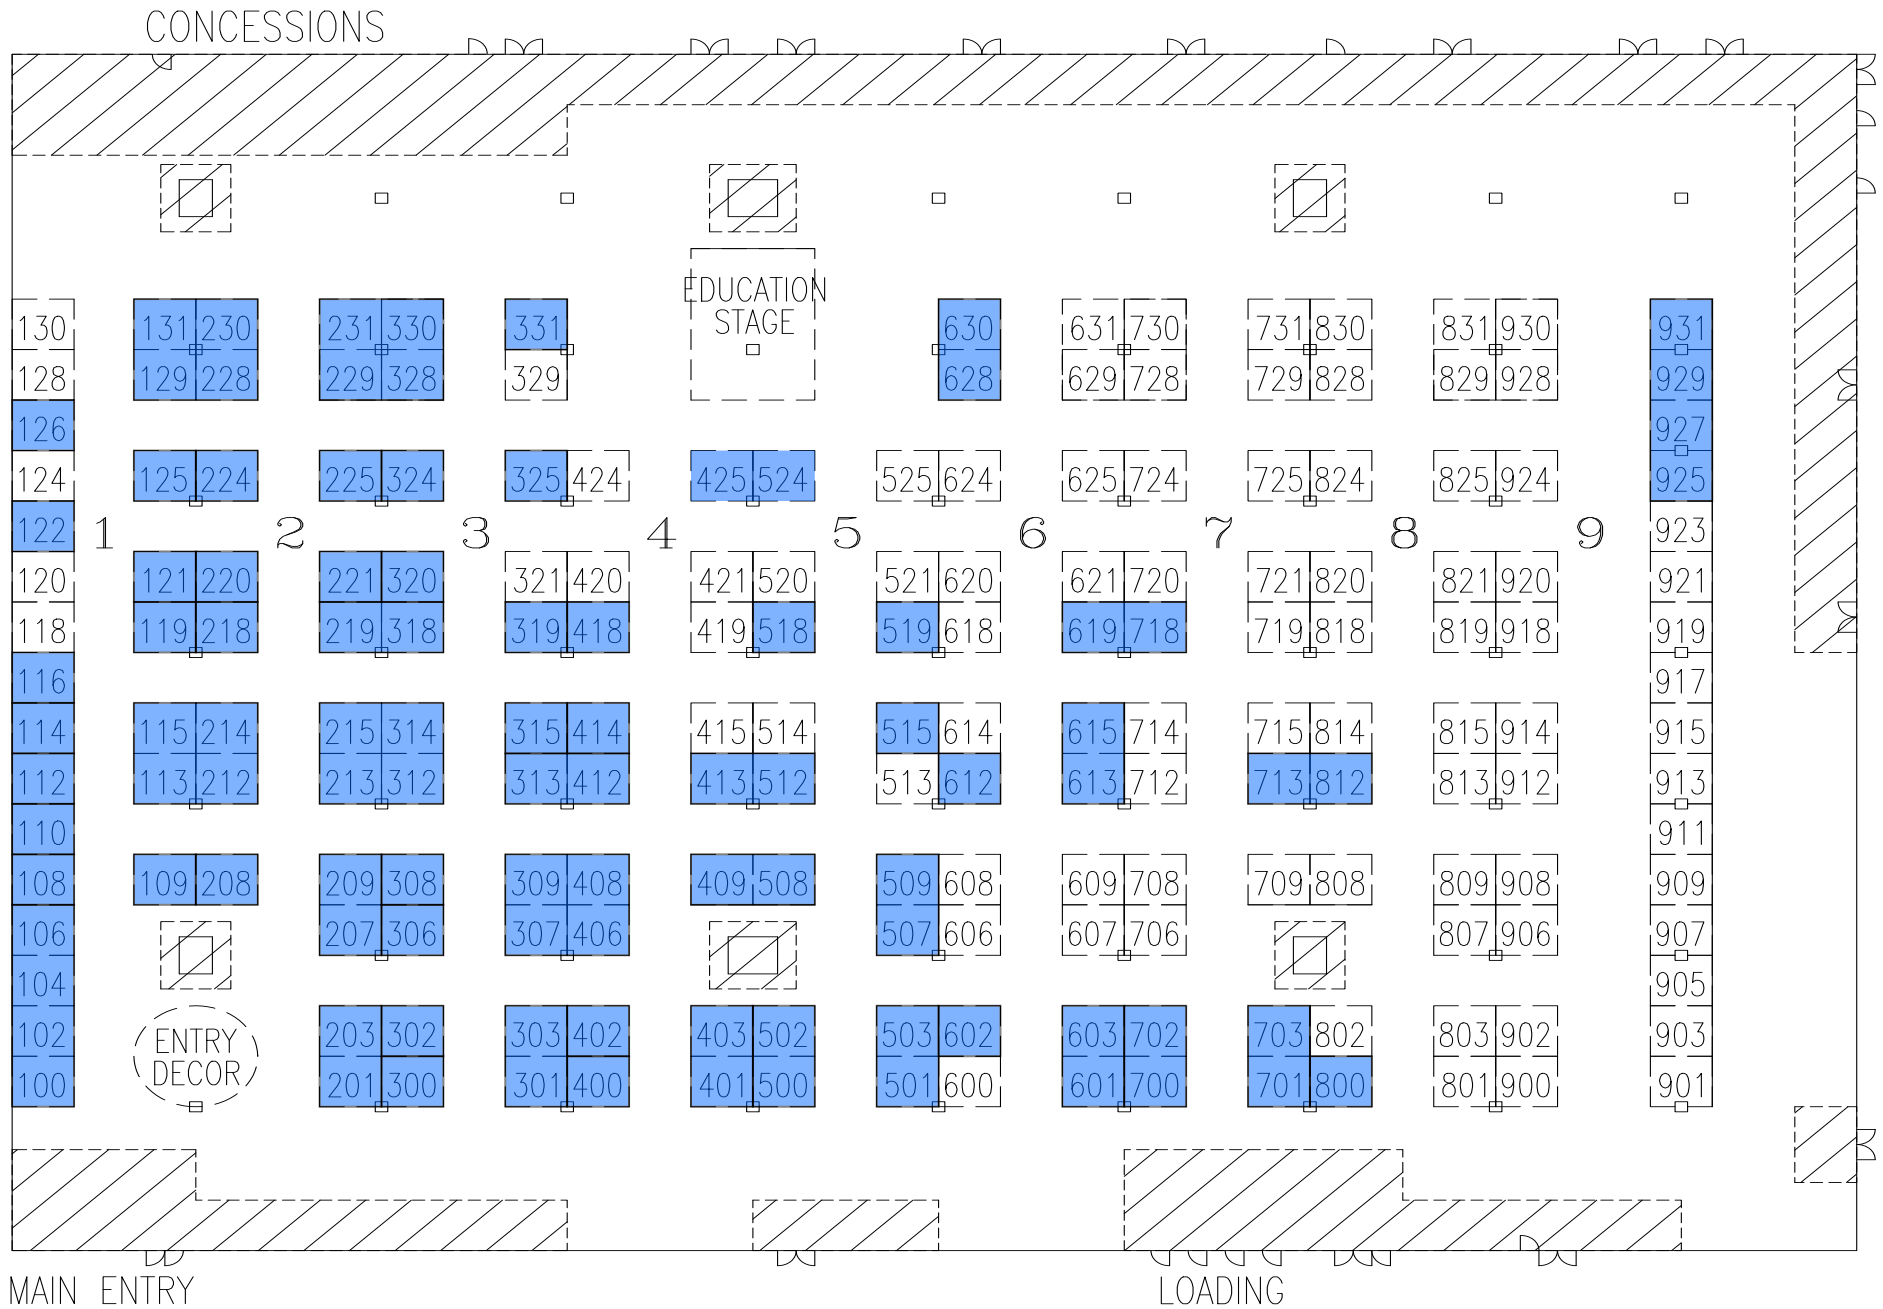 CONCESSIONS
EDUCATION
STAGE
130 131 230 231 330 331 630 631 730 731 830 831 930 931
128 129 228 229 328 329 628 629 728 729 828 829 928 929
126 927
124 125 224 225 324 325 424 425 524 525 624 625 724 725 824 825 924 925
122 1 2 3 4 5 6 7 8 9 923
120 121 220 221 320 321 420 421 520 521 620 621 720 721 820 821 920 921
118 119 218 219 318 319 418 419 518 519 618 619 718 719 818 819 918 919
116 917
114 115 214 215 314 315 414 415 514 515 614 615 714 715 814 815 914 915
112 113 212 213 312 313 412 413 512 513 612 613 712 713 812 813 912 913
110 911
108 109 208 209 308 309 408 409 508 509 608 609 708 709 808 809 908 909
106 207 306 307 406 507 606 607 706 807 906 907
104 905
102 ENTRY 203 302 303 402 403 502 503 602 603 702 703 802 803 902 903
DECOR
100 201 300 301 400 401 500 501 600 601 700 701 800 801 900 901
MAIN ENTRY LOADING